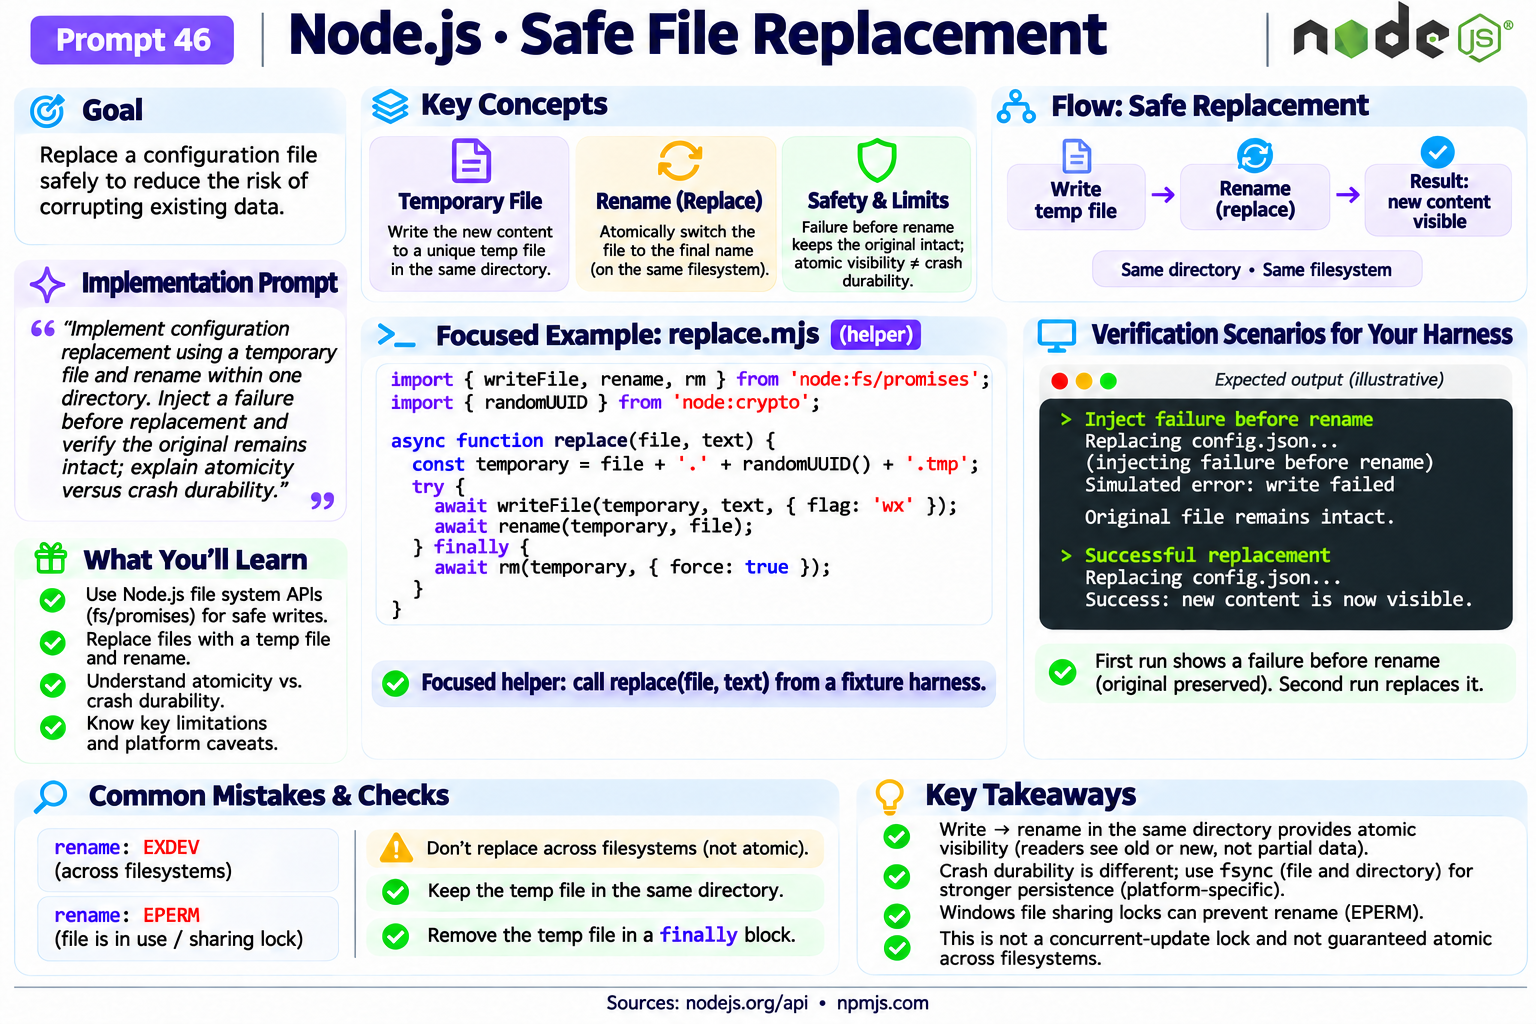 Prompt 46
Node.js · Safe File Replacement
node JS ®
Goal
Replace a configuration file
safely to reduce the risk of
corrupting existing data.
Implementation Prompt
“ “Implement configuration
replacement using a temporary
file and rename within one
directory. Inject a failure
before replacement and
verify the original remains
intact; explain atomicity
versus crash durability.” ”
What You’ll Learn
Use Node.js file system APIs
(fs/promises) for safe writes.
Replace files with a temp file
and rename.
Understand atomicity vs.
crash durability.
Know key limitations
and platform caveats.
Key Concepts
Temporary File
Write the new content
to a unique temp file
in the same directory.
Rename (Replace)
Atomically switch the
file to the final name
(on the same filesystem).
Safety & Limits
Failure before rename
keeps the original intact;
atomic visibility ≠ crash
durability.
Flow: Safe Replacement
Write
temp file
→
Rename
(replace)
→
Result:
new content
visible
Same directory • Same filesystem
>_ Focused Example: replace.mjs (helper)
import { writeFile, rename, rm } from 'node:fs/promises';
import { randomUUID } from 'node:crypto';
async function replace(file, text) {
  const temporary = file + '.' + randomUUID() + '.tmp';
  try {
    await writeFile(temporary, text, { flag: 'wx' });
    await rename(temporary, file);
  } finally {
    await rm(temporary, { force: true });
  }
}
Focused helper: call replace(file, text) from a fixture harness.
Verification Scenarios for Your Harness
Expected output (illustrative)
> Inject failure before rename
Replacing config.json...
(injecting failure before rename)
Simulated error: write failed
Original file remains intact.
> Successful replacement
Replacing config.json...
Success: new content is now visible.
First run shows a failure before rename
(original preserved). Second run replaces it.
Common Mistakes & Checks
rename: EXDEV
(across filesystems)
rename: EPERM
(file is in use / sharing lock)
Don’t replace across filesystems (not atomic).
Keep the temp file in the same directory.
Remove the temp file in a finally block.
Key Takeaways
Write → rename in the same directory provides atomic
visibility (readers see old or new, not partial data).
Crash durability is different; use fsync (file and directory) for
stronger persistence (platform-specific).
Windows file sharing locks can prevent rename (EPERM).
This is not a concurrent-update lock and not guaranteed atomic
across filesystems.
Sources: nodejs.org/api • npmjs.com